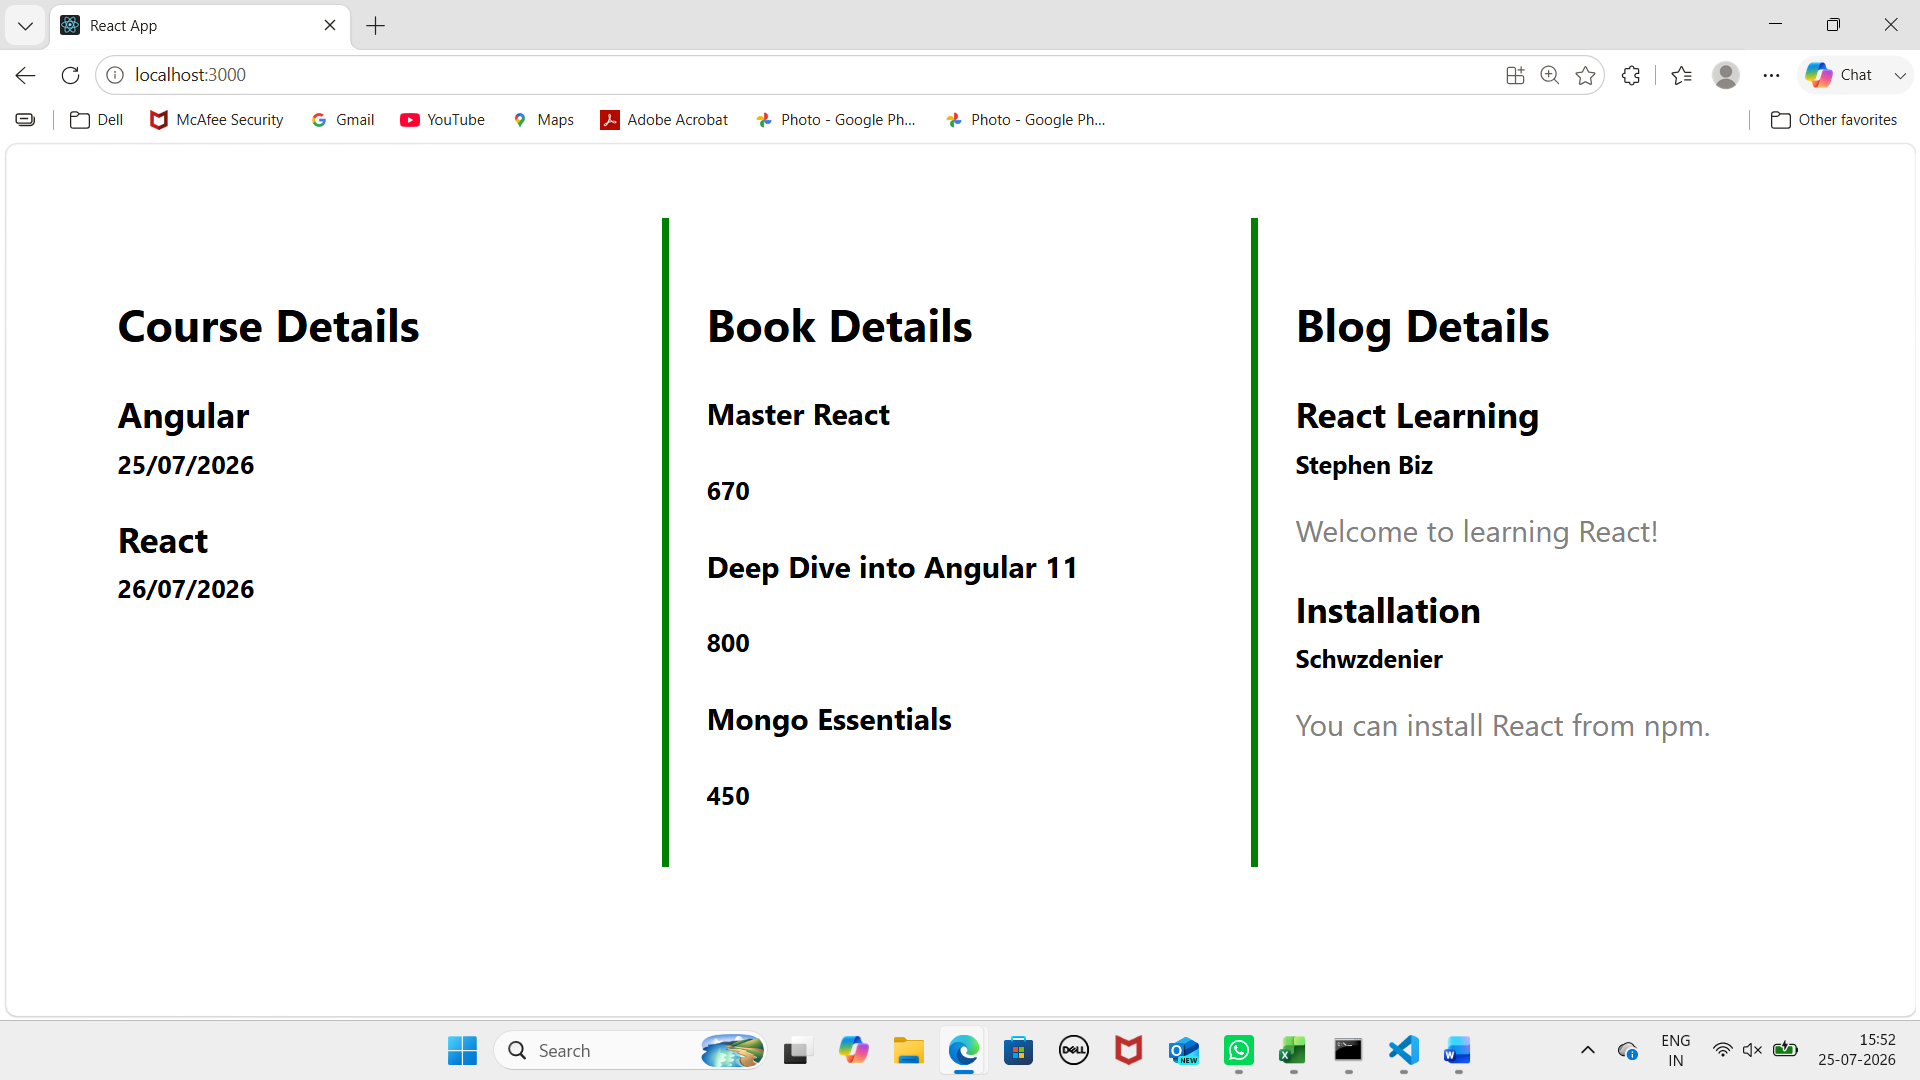 React App
localhost:3000
Chat
Dell
McAfee Security
Gmail
YouTube
Maps
Adobe Acrobat
Photo - Google Ph...
Photo - Google Ph...
Other favorites
Course Details
Angular
25/07/2026
React
26/07/2026
Book Details
Master React
670
Deep Dive into Angular 11
800
Mongo Essentials
450
Blog Details
React Learning
Stephen Biz
Welcome to learning React!
Installation
Schwzdenier
You can install React from npm.
Search
DELL
NEW
ENG
IN
15:52
25-07-2026